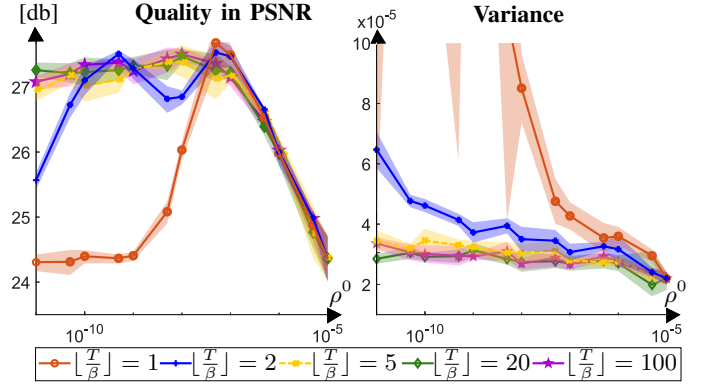 Quality in PSNR
[db]
27
26
25
24
10^{-10}
10^{-5}
ρ^0
Variance
×10^{-5}
10
8
6
4
2
10^{-10}
10^{-5}
ρ^0
⌊T/β⌋ = 1 ⌊T/β⌋ = 2 ⌊T/β⌋ = 5 ⌊T/β⌋ = 20 ⌊T/β⌋ = 100